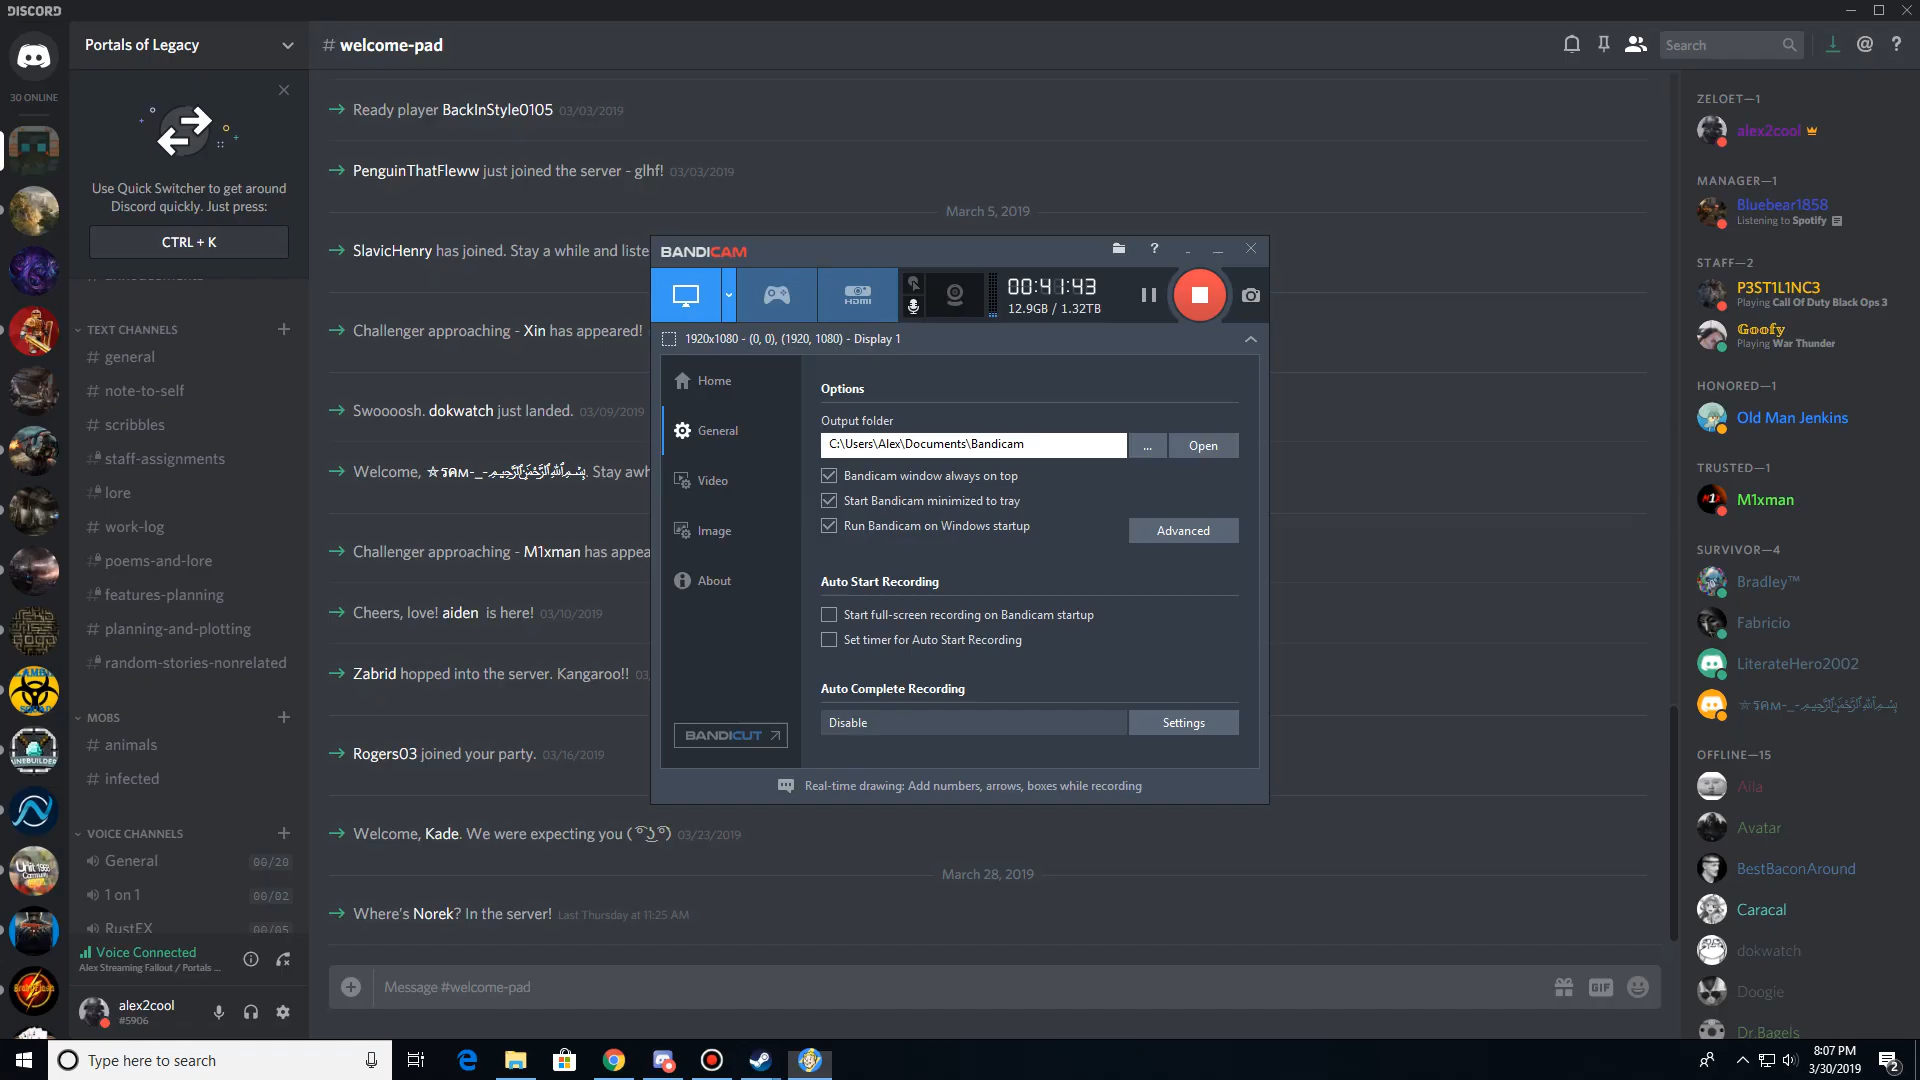 DISCORD
30 ONLINE
Portals of Legacy
Use Quick Switcher to get around
Discord quickly. Just press:
CTRL + K
TEXT CHANNELS
# general
# note-to-self
# scribbles
# staff-assignments
# lore
# work-log
poems-and-lore
features-planning
# planning-and-plotting
random-stories-nonrelated
MOBS
# animals
# infected
VOICE CHANNELS
General 00/20
1 on 1 00/02
RustEX 00/05
Voice Connected
Alex Streaming Fallout / Portals ...
alex2cool
#5906
# welcome-pad
Search
Ready player BackInStyle0105 03/03/2019
PenguinThatFleww just joined the server - glhf! 03/03/2019
March 5, 2019
SlavicHenry has joined. Stay a while and liste
Challenger approaching - Xin has appeared!
Swoooosh. dokwatch just landed. 03/09/2019
Welcome, Stay awh
Challenger approaching - M1xman has appea
Cheers, love! aiden is here! 03/10/2019
Zabrid hopped into the server. Kangaroo!! 03
Rogers03 joined your party. 03/16/2019
Welcome, Kade. We were expecting you ( ͡° ͜ʖ ͡°) 03/23/2019
March 28, 2019
Where's Norek? In the server! Last Thursday at 11:25 AM
Message #welcome-pad
GIF
BANDICAM
HDMI
00:41:43
12.9GB / 1.32TB
1920x1080 - (0, 0), (1920, 1080) - Display 1
Home
General
Video
Image
About
BANDICUT
Options
Output folder
C:\Users\Alex\Documents\Bandicam
...
Open
Bandicam window always on top
Start Bandicam minimized to tray
Run Bandicam on Windows startup
Advanced
Auto Start Recording
Start full-screen recording on Bandicam startup
Set timer for Auto Start Recording
Auto Complete Recording
Disable
Settings
Real-time drawing: Add numbers, arrows, boxes while recording
ZELOET—1
alex2cool
MANAGER—1
Bluebear1858
Listening to Spotify
STAFF—2
P3ST1L1NC3
Playing Call Of Duty Black Ops 3
Goofy
Playing War Thunder
HONORED—1
Old Man Jenkins
TRUSTED—1
M1xman
SURVIVOR—4
Bradley™
Fabricio
LiterateHero2002
OFFLINE—15
Aila
Avatar
BestBaconAround
Caracal
dokwatch
Doogie
Dr.Bagels
Type here to search
8:07 PM
3/30/2019
2